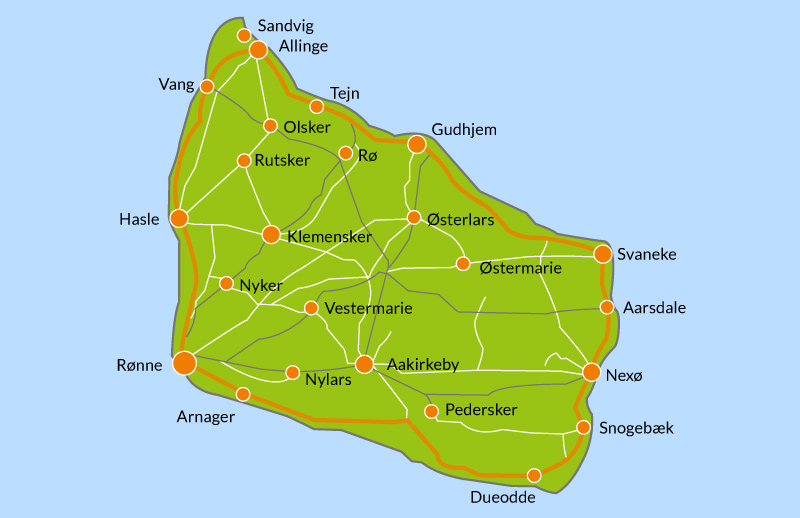 Sandvig
Allinge
Vang
Tejn
Olsker
Gudhjem
Rø
Rutsker
Hasle
Østerlars
Klemensker
Svaneke
Østermarie
Nyker
Vestermarie
Aarsdale
Rønne
Aakirkeby
Nylars
Nexø
Arnager
Pedersker
Snogebæk
Dueodde